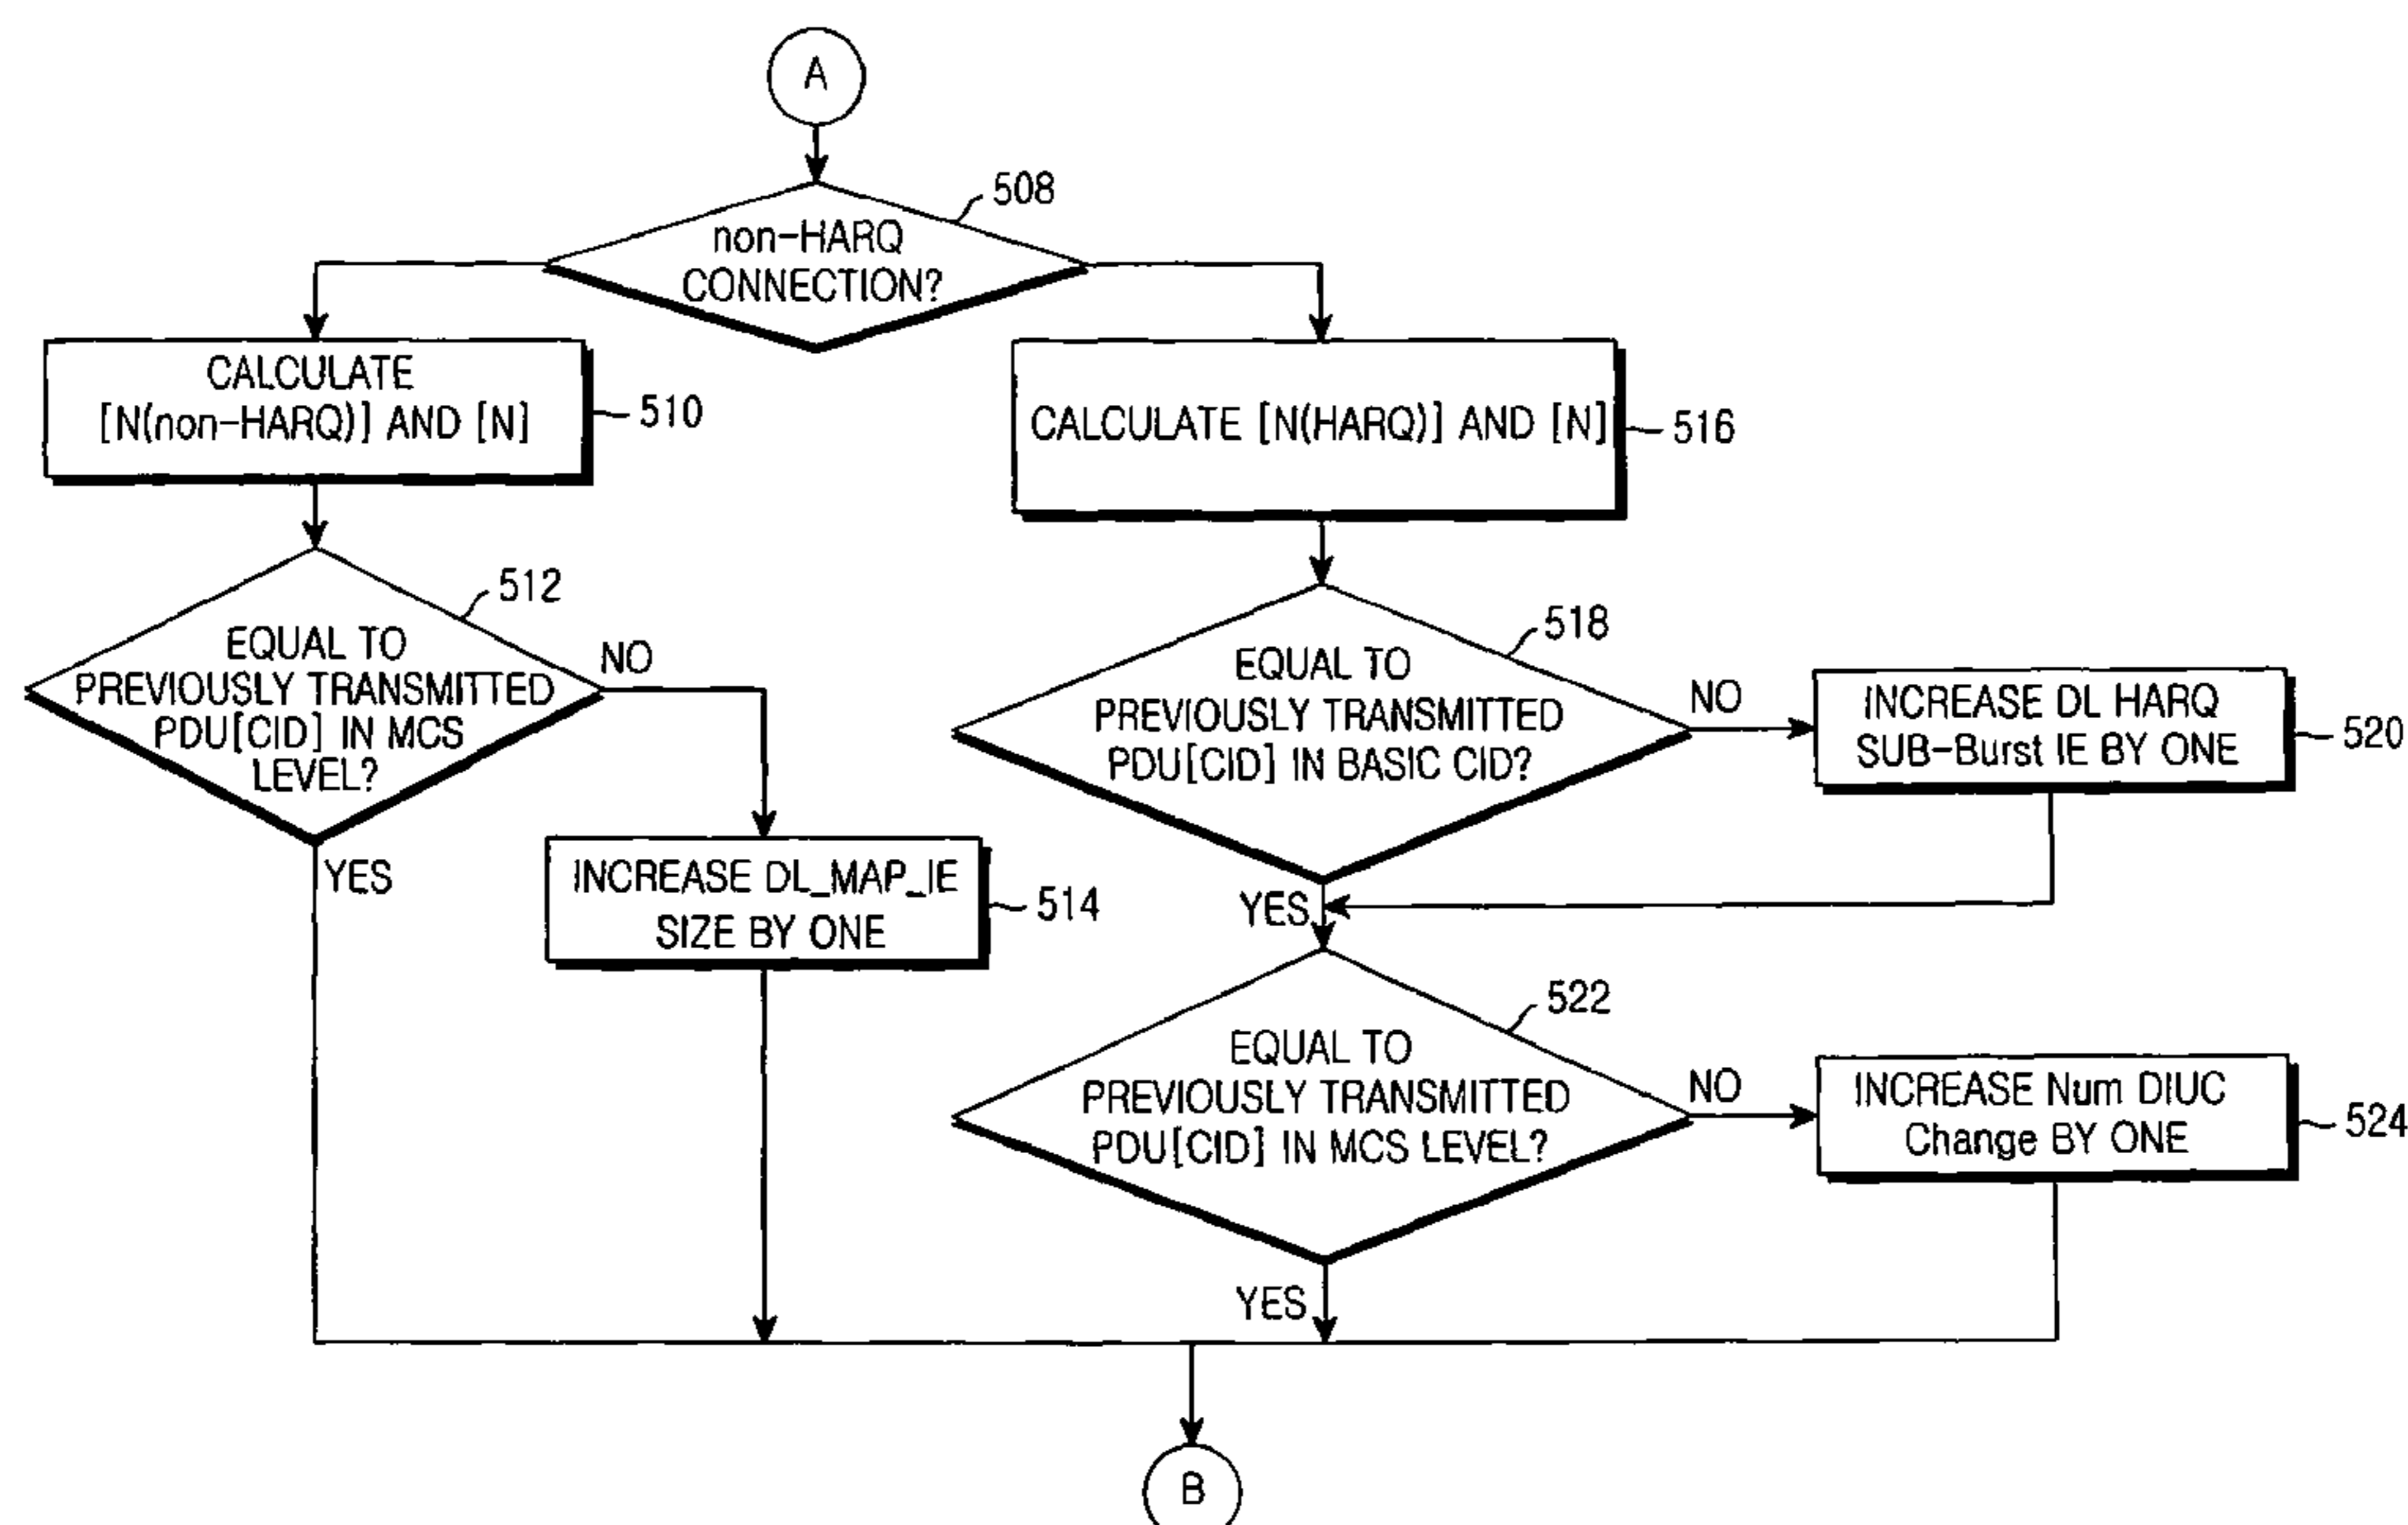 A
508
non-HARQ
CONNECTION?
CALCULATE
[N(non-HARQ)] AND [N]
510
CALCULATE [N(HARQ)] AND [N]
516
512
EQUAL TO
PREVIOUSLY TRANSMITTED
PDU[CID] IN MCS
LEVEL?
NO
YES
INCREASE DL_MAP_IE
SIZE BY ONE
514
518
EQUAL TO
PREVIOUSLY TRANSMITTED
PDU[CID] IN BASIC CID?
NO
INCREASE DL HARQ
SUB-Burst IE BY ONE
520
YES
522
EQUAL TO
PREVIOUSLY TRANSMITTED
PDU[CID] IN MCS LEVEL?
NO
INCREASE Num DIUC
Change BY ONE
524
YES
B